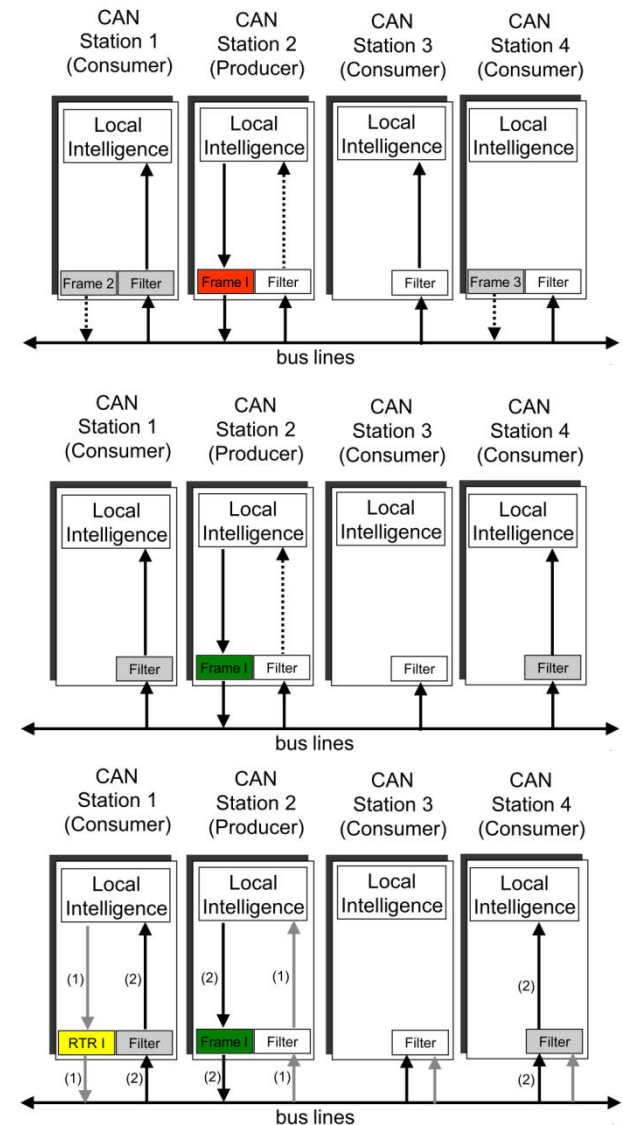 CAN
Station 1
(Consumer)
CAN
Station 2
(Producer)
CAN
Station 3
(Consumer)
CAN
Station 4
(Consumer)
Local
Intelligence
Local
Intelligence
Local
Intelligence
Local
Intelligence
Frame 2
Filter
Frame I
Filter
Filter
Frame 3
Filter
bus lines
CAN
Station 1
(Consumer)
CAN
Station 2
(Producer)
CAN
Station 3
(Consumer)
CAN
Station 4
(Consumer)
Local
Intelligence
Local
Intelligence
Local
Intelligence
Local
Intelligence
Filter
Frame I
Filter
Filter
Filter
bus lines
CAN
Station 1
(Consumer)
CAN
Station 2
(Producer)
CAN
Station 3
(Consumer)
CAN
Station 4
(Consumer)
Local
Intelligence
Local
Intelligence
Local
Intelligence
Local
Intelligence
(1)
(2)
(2)
(1)
(2)
RTR I
Filter
Frame I
Filter
Filter
Filter
(1)
(2)
(2)
(1)
(2)
bus lines